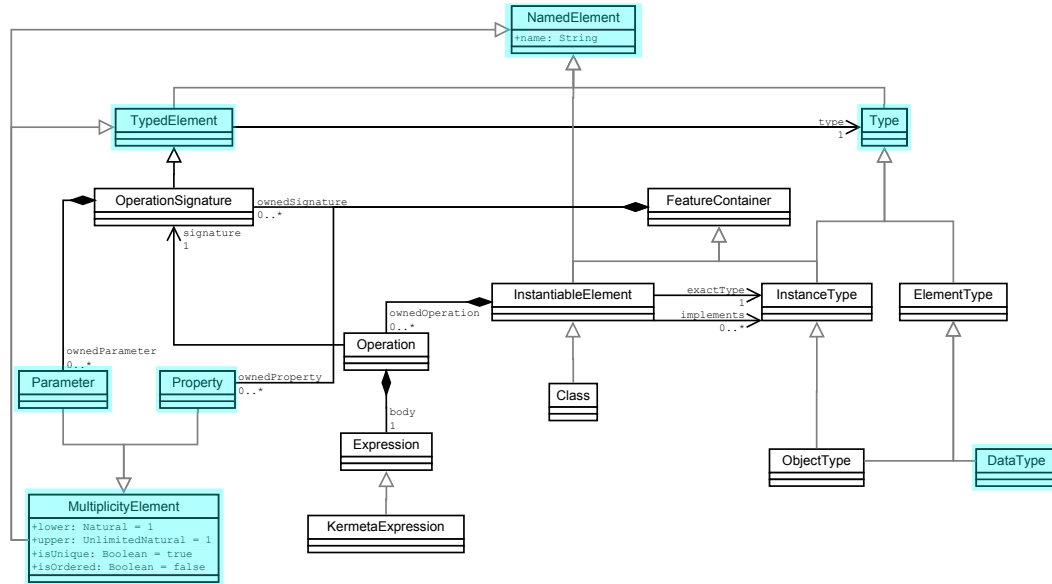 NamedElement
+name: String
TypedElement
type
1
Type
OperationSignature
ownedSignature
0..*
FeatureContainer
signature
1
InstantiableElement
exactType
1
implements
0..*
InstanceType
ElementType
ownedOperation
0..*
Operation
ownedParameter
0..*
Parameter
Property
ownedProperty
0..*
Class
body
1
Expression
ObjectType
DataType
MultiplicityElement
+lower: Natural = 1
+upper: UnlimitedNatural = 1
+isUnique: Boolean = true
+isOrdered: Boolean = false
KermetaExpression